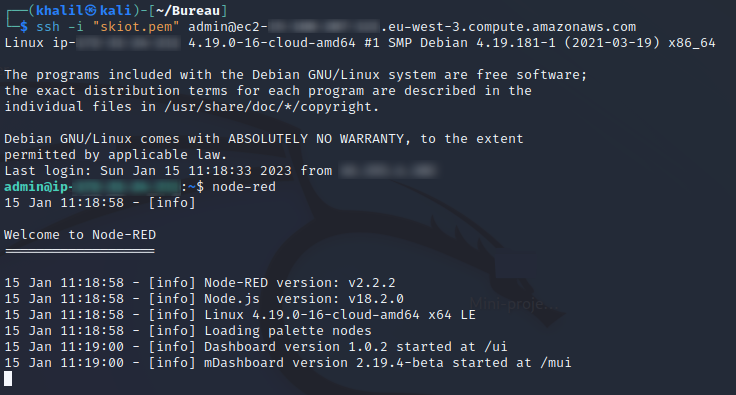 ┌──(khalil㉿kali)-[~/Bureau]
└─$ ssh -i "skiot.pem" admin@ec2- .eu-west-3.compute.amazonaws.com
Linux ip- 4.19.0-16-cloud-amd64 #1 SMP Debian 4.19.181-1 (2021-03-19) x86_64
The programs included with the Debian GNU/Linux system are free software;
the exact distribution terms for each program are described in the
individual files in /usr/share/doc/*/copyright.
Debian GNU/Linux comes with ABSOLUTELY NO WARRANTY, to the extent
permitted by applicable law.
Last login: Sun Jan 15 11:18:33 2023 from
admin@ip- :~$ node-red
15 Jan 11:18:58 - [info]
Welcome to Node-RED
===================
15 Jan 11:18:58 - [info] Node-RED version: v2.2.2
15 Jan 11:18:58 - [info] Node.js  version: v18.2.0
15 Jan 11:18:58 - [info] Linux 4.19.0-16-cloud-amd64 x64 LE
15 Jan 11:18:58 - [info] Loading palette nodes
15 Jan 11:19:00 - [info] Dashboard version 1.0.2 started at /ui
15 Jan 11:19:00 - [info] mDashboard version 2.19.4-beta started at /mui
Mini-proje...